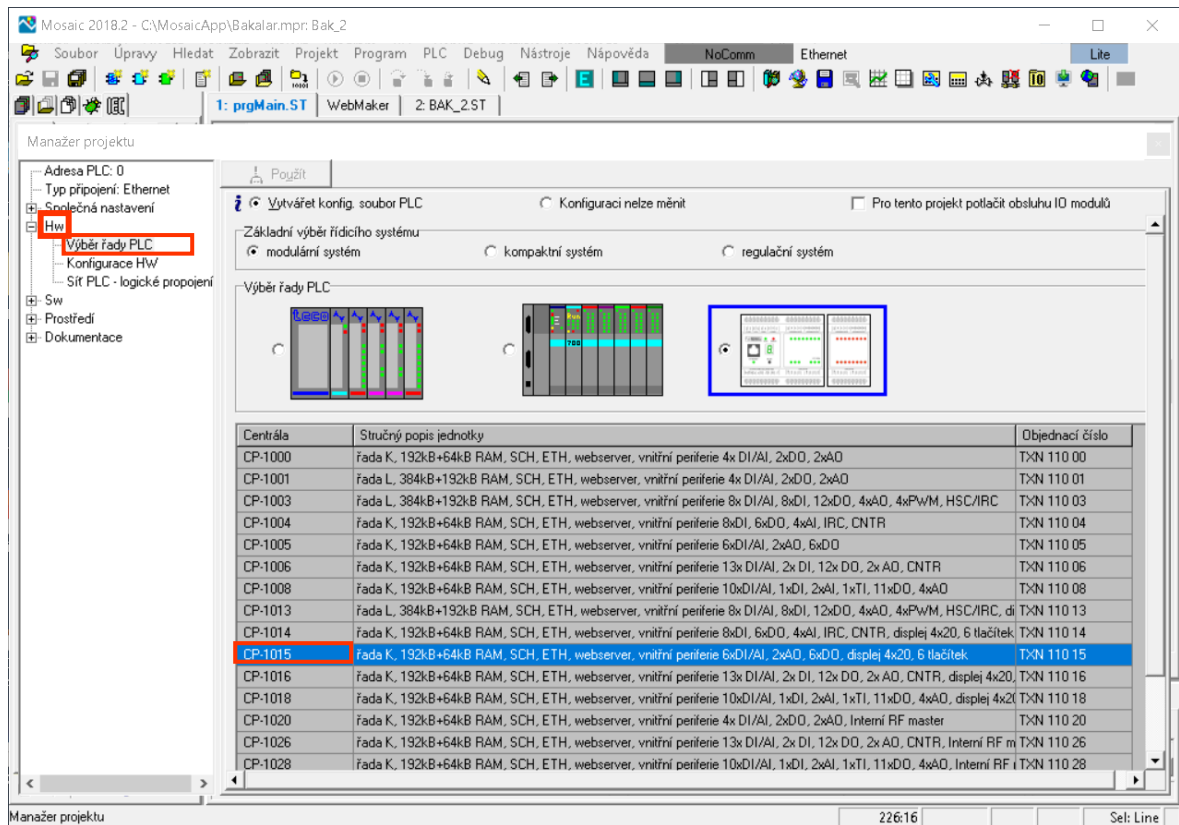 Mosaic 2018.2 - C:\MosaicApp\Bakalar.mpr: Bak_2
Soubor Úpravy Hledat Zobrazit Projekt Program PLC Debug Nástroje Nápověda NoComm Ethernet Lite
1: prgMain.ST WebMaker 2: BAK_2.ST
Manažer projektu
Adresa PLC: 0
Typ připojení: Ethernet
Společná nastavení
Hw
Výběr řady PLC
Konfigurace HW
Síť PLC - logické propojení
Sw
Prostředí
Dokumentace
Použít
Vytvářet konfig. soubor PLC Konfiguraci nelze měnit Pro tento projekt potlačit obsluhu IO modulů
Základní výběr řídicího systému
modulární systém kompaktní systém regulační systém
Výběr řady PLC
teco
700
Centrála Stručný popis jednotky Objednací číslo
CP-1000 řada K, 192kB+64kB RAM, SCH, ETH, webserver, vnitřní periferie 4x DI/AI, 2xDO, 2xAO TXN 110 00
CP-1001 řada L, 384kB+192kB RAM, SCH, ETH, webserver, vnitřní periferie 4x DI/AI, 2xDO, 2xAO TXN 110 01
CP-1003 řada L, 384kB+192kB RAM, SCH, ETH, webserver, vnitřní periferie 8x DI/AI, 8xDI, 12xDO, 4xAO, 4xPWM, HSC/IRC TXN 110 03
CP-1004 řada K, 192kB+64kB RAM, SCH, ETH, webserver, vnitřní periferie 8xDI, 6xDO, 4xAI, IRC, CNTR TXN 110 04
CP-1005 řada K, 192kB+64kB RAM, SCH, ETH, webserver, vnitřní periferie 6xDI/AI, 2xAO, 6xDO TXN 110 05
CP-1006 řada K, 192kB+64kB RAM, SCH, ETH, webserver, vnitřní periferie 13x DI/AI, 2x DI, 12x DO, 2x AO, CNTR TXN 110 06
CP-1008 řada K, 192kB+64kB RAM, SCH, ETH, webserver, vnitřní periferie 10xDI/AI, 1xDI, 2xAI, 1xTI, 11xDO, 4xAO TXN 110 08
CP-1013 řada L, 384kB+192kB RAM, SCH, ETH, webserver, vnitřní periferie 8x DI/AI, 8xDI, 12xDO, 4xAO, 4xPWM, HSC/IRC, di TXN 110 13
CP-1014 řada K, 192kB+64kB RAM, SCH, ETH, webserver, vnitřní periferie 8xDI, 6xDO, 4xAI, IRC, CNTR, displej 4x20, 6 tlačítek TXN 110 14
CP-1015 řada K, 192kB+64kB RAM, SCH, ETH, webserver, vnitřní periferie 6xDI/AI, 2xAO, 6xDO, displej 4x20, 6 tlačítek TXN 110 15
CP-1016 řada K, 192kB+64kB RAM, SCH, ETH, webserver, vnitřní periferie 13x DI/AI, 2x DI, 12x DO, 2x AO, CNTR, displej 4x20, TXN 110 16
CP-1018 řada K, 192kB+64kB RAM, SCH, ETH, webserver, vnitřní periferie 10xDI/AI, 1xDI, 2xAI, 1xTI, 11xDO, 4xAO, displej 4x20 TXN 110 18
CP-1020 řada K, 192kB+64kB RAM, SCH, ETH, webserver, vnitřní periferie 4x DI/AI, 2xDO, 2xAO, Interní RF master TXN 110 20
CP-1026 řada K, 192kB+64kB RAM, SCH, ETH, webserver, vnitřní periferie 13x DI/AI, 2x DI, 12x DO, 2x AO, CNTR, Interní RF m TXN 110 26
CP-1028 řada K, 192kB+64kB RAM, SCH, ETH, webserver, vnitřní periferie 10xDI/AI, 1xDI, 2xAI, 1xTI, 11xDO, 4xAO, Interní RF TXN 110 28
Manažer projektu 226:16 Sel: Line